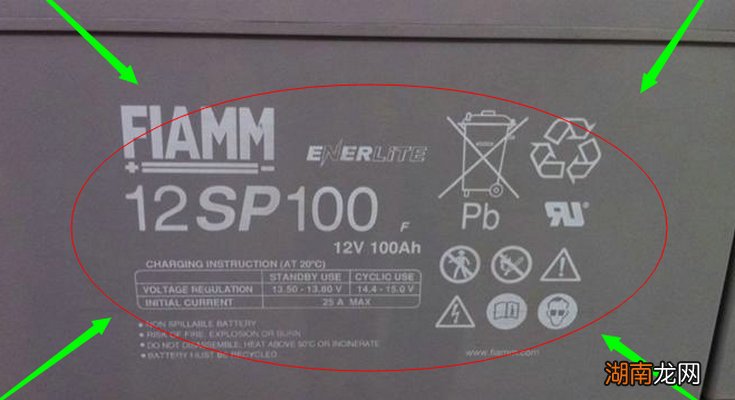 FIAMM
ENERLiTE
12SP100 F
12V 100Ah
Pb
CHARGING INSTRUCTION (AT 20°C)
STANDBY USE CYCLIC USE
VOLTAGE REGULATION 13.50 - 13.80 V 14.4 - 15.0 V
INITIAL CURRENT 25 A MAX
NON SPILLABLE BATTERY
RISK OF FIRE, EXPLOSION OR BURN
DO NOT DISASSEMBLE, HEAT ABOVE 50°C OR INCINERATE
BATTERY MUST BE RECYCLED
www.fiamm.com
湖南龙网